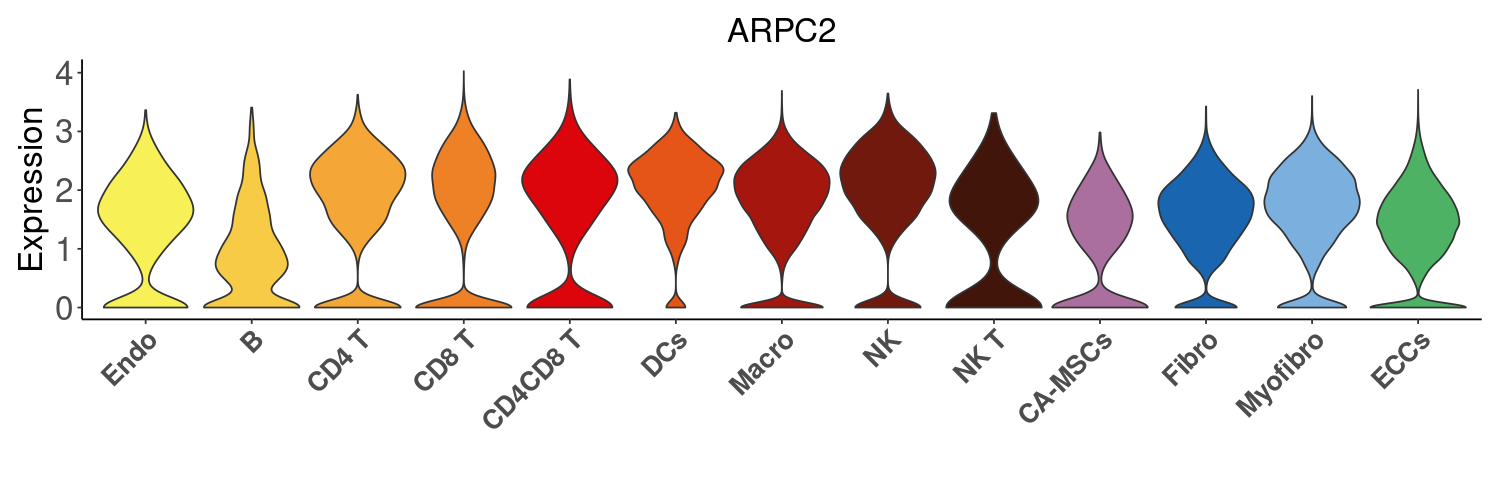 ARPC2
Expression
4
3
2
1
0
Endo
B
CD4 T
CD8 T
CD4CD8 T
DCs
Macro
NK
NK T
CA-MSCs
Fibro
Myofibro
ECCs